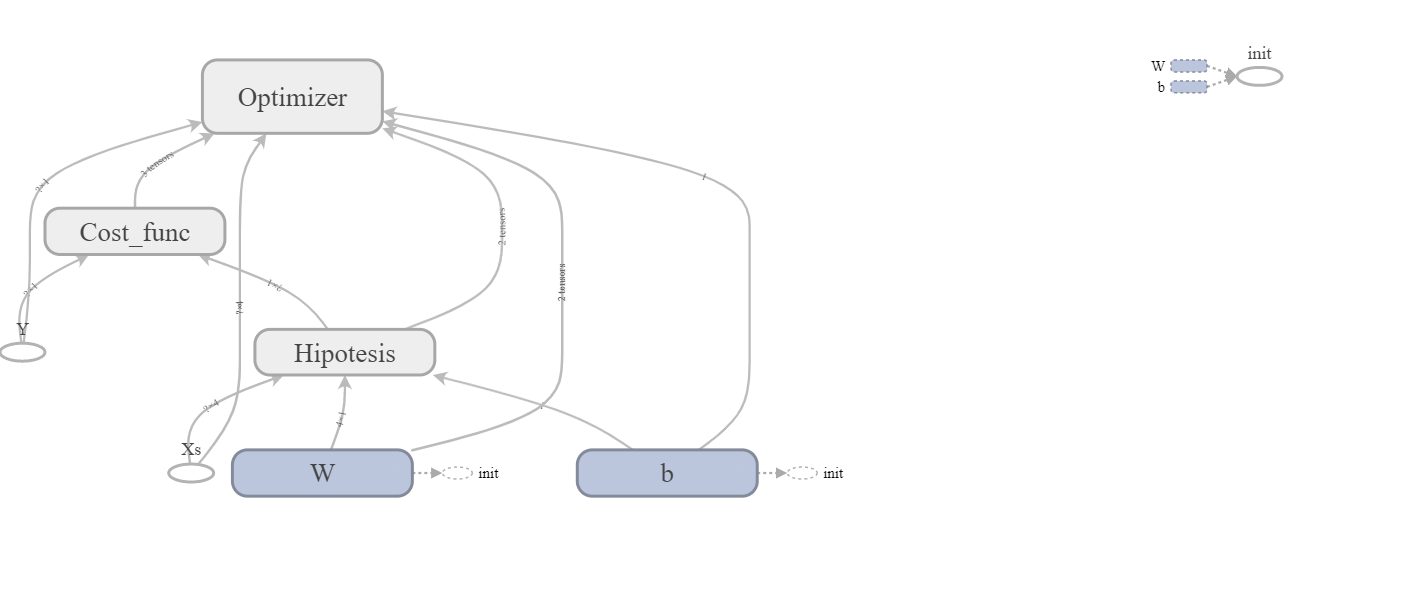 init
W
b
Optimizer
3 tensors
?×1
Cost_func
2 tensors
?×1
?×1
2 tensors
?×4
Y
Hipotesis
?×4
4×1
Xs
W
init
b
init